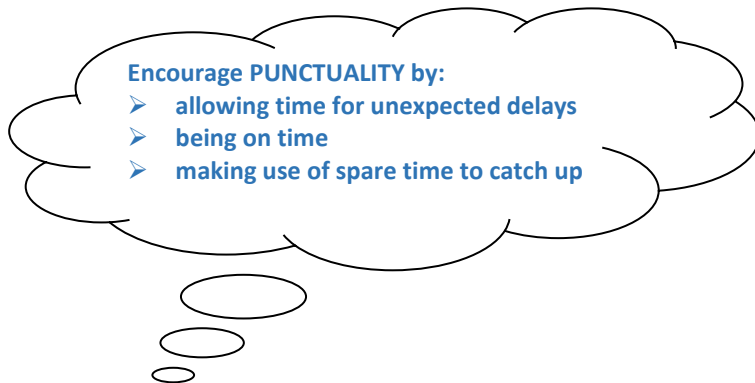 Encourage PUNCTUALITY by:
➢ allowing time for unexpected delays
➢ being on time
➢ making use of spare time to catch up